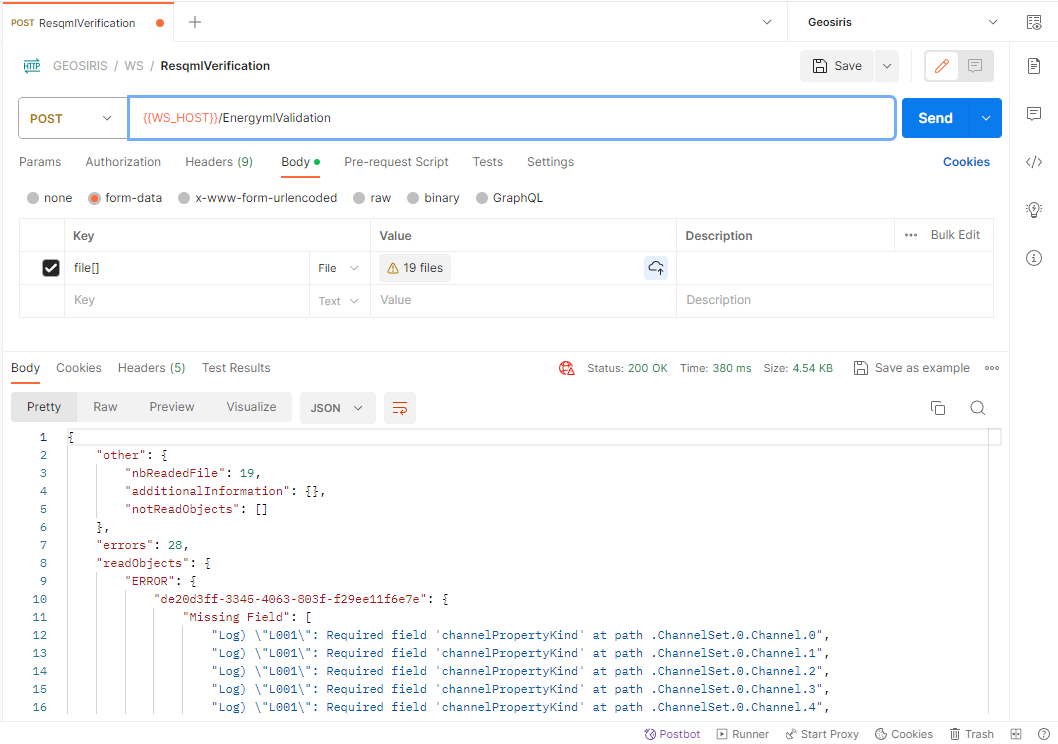 POST ResqmlVerification
Geosiris
HTTP GEOSIRIS / WS / ResqmlVerification
Save
POST
{{WS_HOST}}/EnergymlValidation
Send
Params Authorization Headers (9) Body Pre-request Script Tests Settings Cookies
none form-data x-www-form-urlencoded raw binary GraphQL
Key Value Description ••• Bulk Edit
file[] File 19 files
Key Text Value Description
Body Cookies Headers (5) Test Results Status: 200 OK Time: 380 ms Size: 4.54 KB Save as example
Pretty Raw Preview Visualize JSON
1 {
2 "other": {
3 "nbReadedFile": 19,
4 "additionalInformation": {},
5 "notReadObjects": []
6 },
7 "errors": 28,
8 "readObjects": {
9 "ERROR": {
10 "de20d3ff-3345-4063-803f-f29ee11f6e7e": {
11 "Missing Field": [
12 "Log) \"L001\": Required field 'channelPropertyKind' at path .ChannelSet.0.Channel.0",
13 "Log) \"L001\": Required field 'channelPropertyKind' at path .ChannelSet.0.Channel.1",
14 "Log) \"L001\": Required field 'channelPropertyKind' at path .ChannelSet.0.Channel.2",
15 "Log) \"L001\": Required field 'channelPropertyKind' at path .ChannelSet.0.Channel.3",
16 "Log) \"L001\": Required field 'channelPropertyKind' at path .ChannelSet.0.Channel.4",
Postbot Runner Start Proxy Cookies Trash